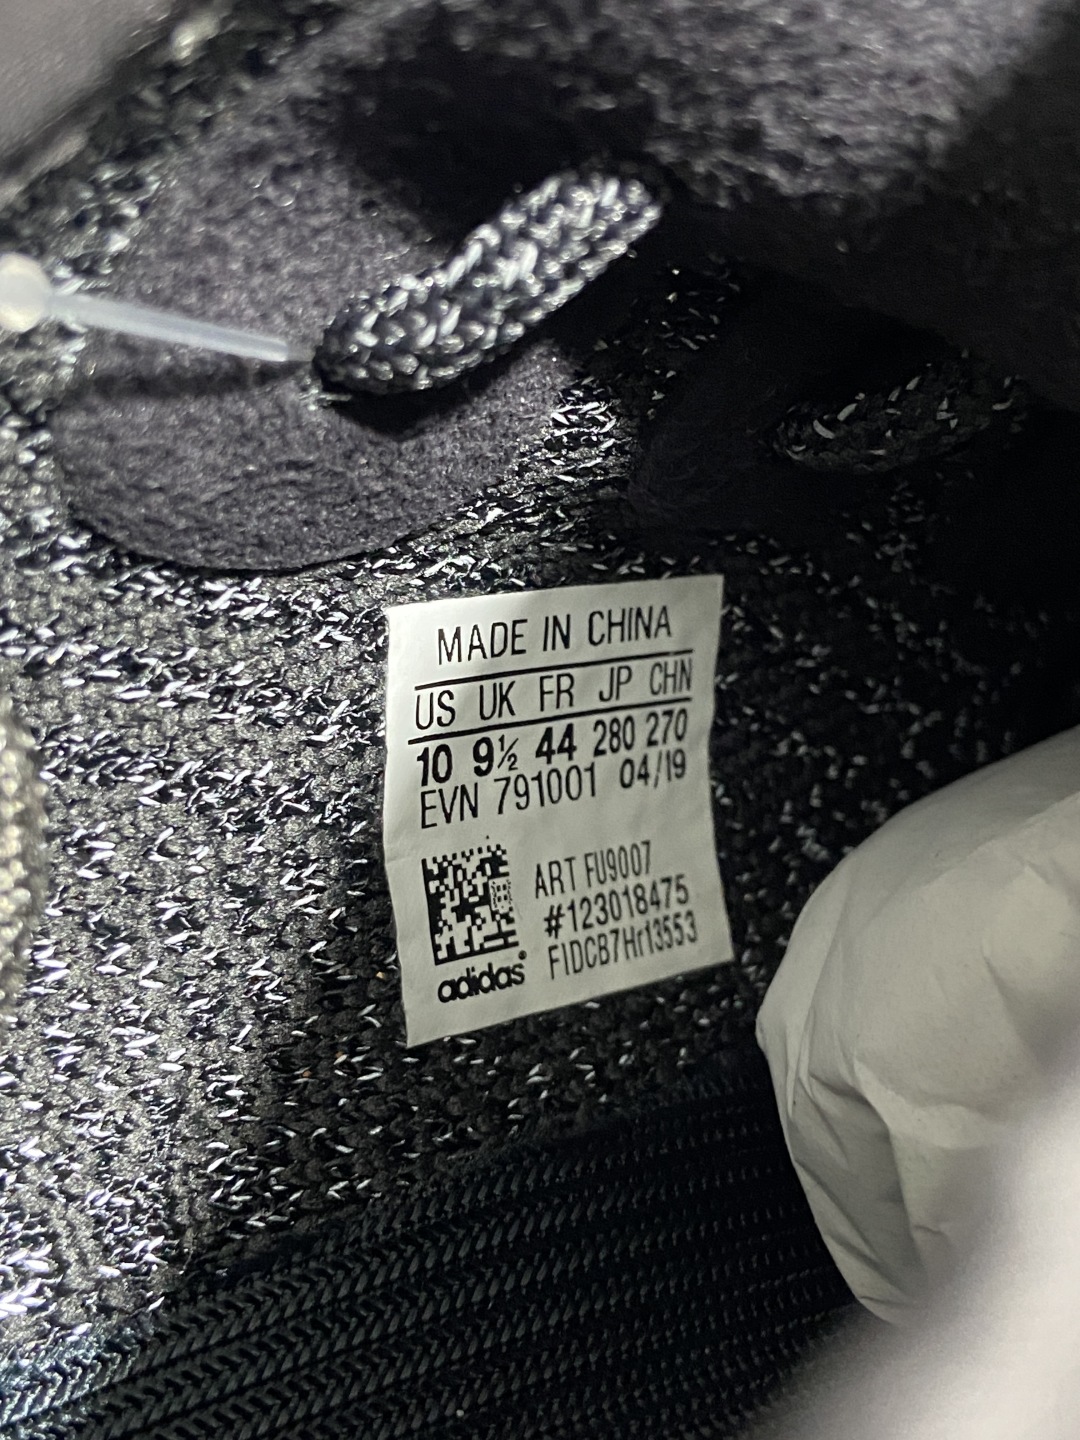 MADE IN CHINA
US UK FR JP CHN
10 9½ 44 280 270
EVN 791001 04/19
ART FU9007
#123018475
FIDCB7Hr13553
adidas®